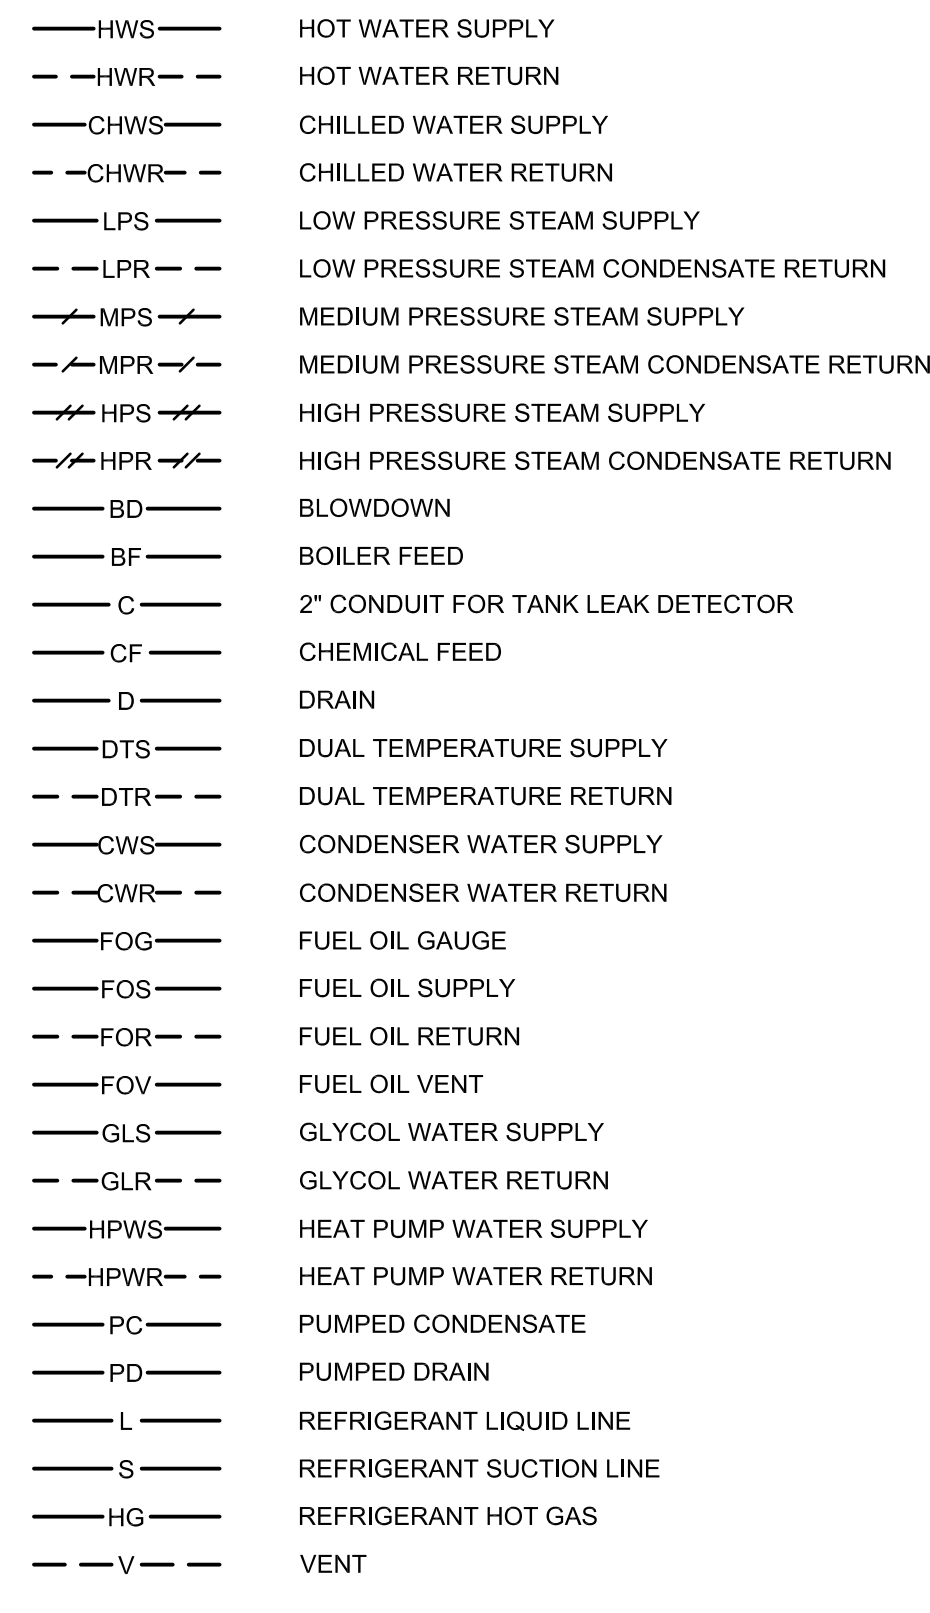 HWS HOT WATER SUPPLY
HWR HOT WATER RETURN
CHWS CHILLED WATER SUPPLY
CHWR CHILLED WATER RETURN
LPS LOW PRESSURE STEAM SUPPLY
LPR LOW PRESSURE STEAM CONDENSATE RETURN
MPS MEDIUM PRESSURE STEAM SUPPLY
MPR MEDIUM PRESSURE STEAM CONDENSATE RETURN
HPS HIGH PRESSURE STEAM SUPPLY
HPR HIGH PRESSURE STEAM CONDENSATE RETURN
BD BLOWDOWN
BF BOILER FEED
C 2" CONDUIT FOR TANK LEAK DETECTOR
CF CHEMICAL FEED
D DRAIN
DTS DUAL TEMPERATURE SUPPLY
DTR DUAL TEMPERATURE RETURN
CWS CONDENSER WATER SUPPLY
CWR CONDENSER WATER RETURN
FOG FUEL OIL GAUGE
FOS FUEL OIL SUPPLY
FOR FUEL OIL RETURN
FOV FUEL OIL VENT
GLS GLYCOL WATER SUPPLY
GLR GLYCOL WATER RETURN
HPWS HEAT PUMP WATER SUPPLY
HPWR HEAT PUMP WATER RETURN
PC PUMPED CONDENSATE
PD PUMPED DRAIN
L REFRIGERANT LIQUID LINE
S REFRIGERANT SUCTION LINE
HG REFRIGERANT HOT GAS
V VENT